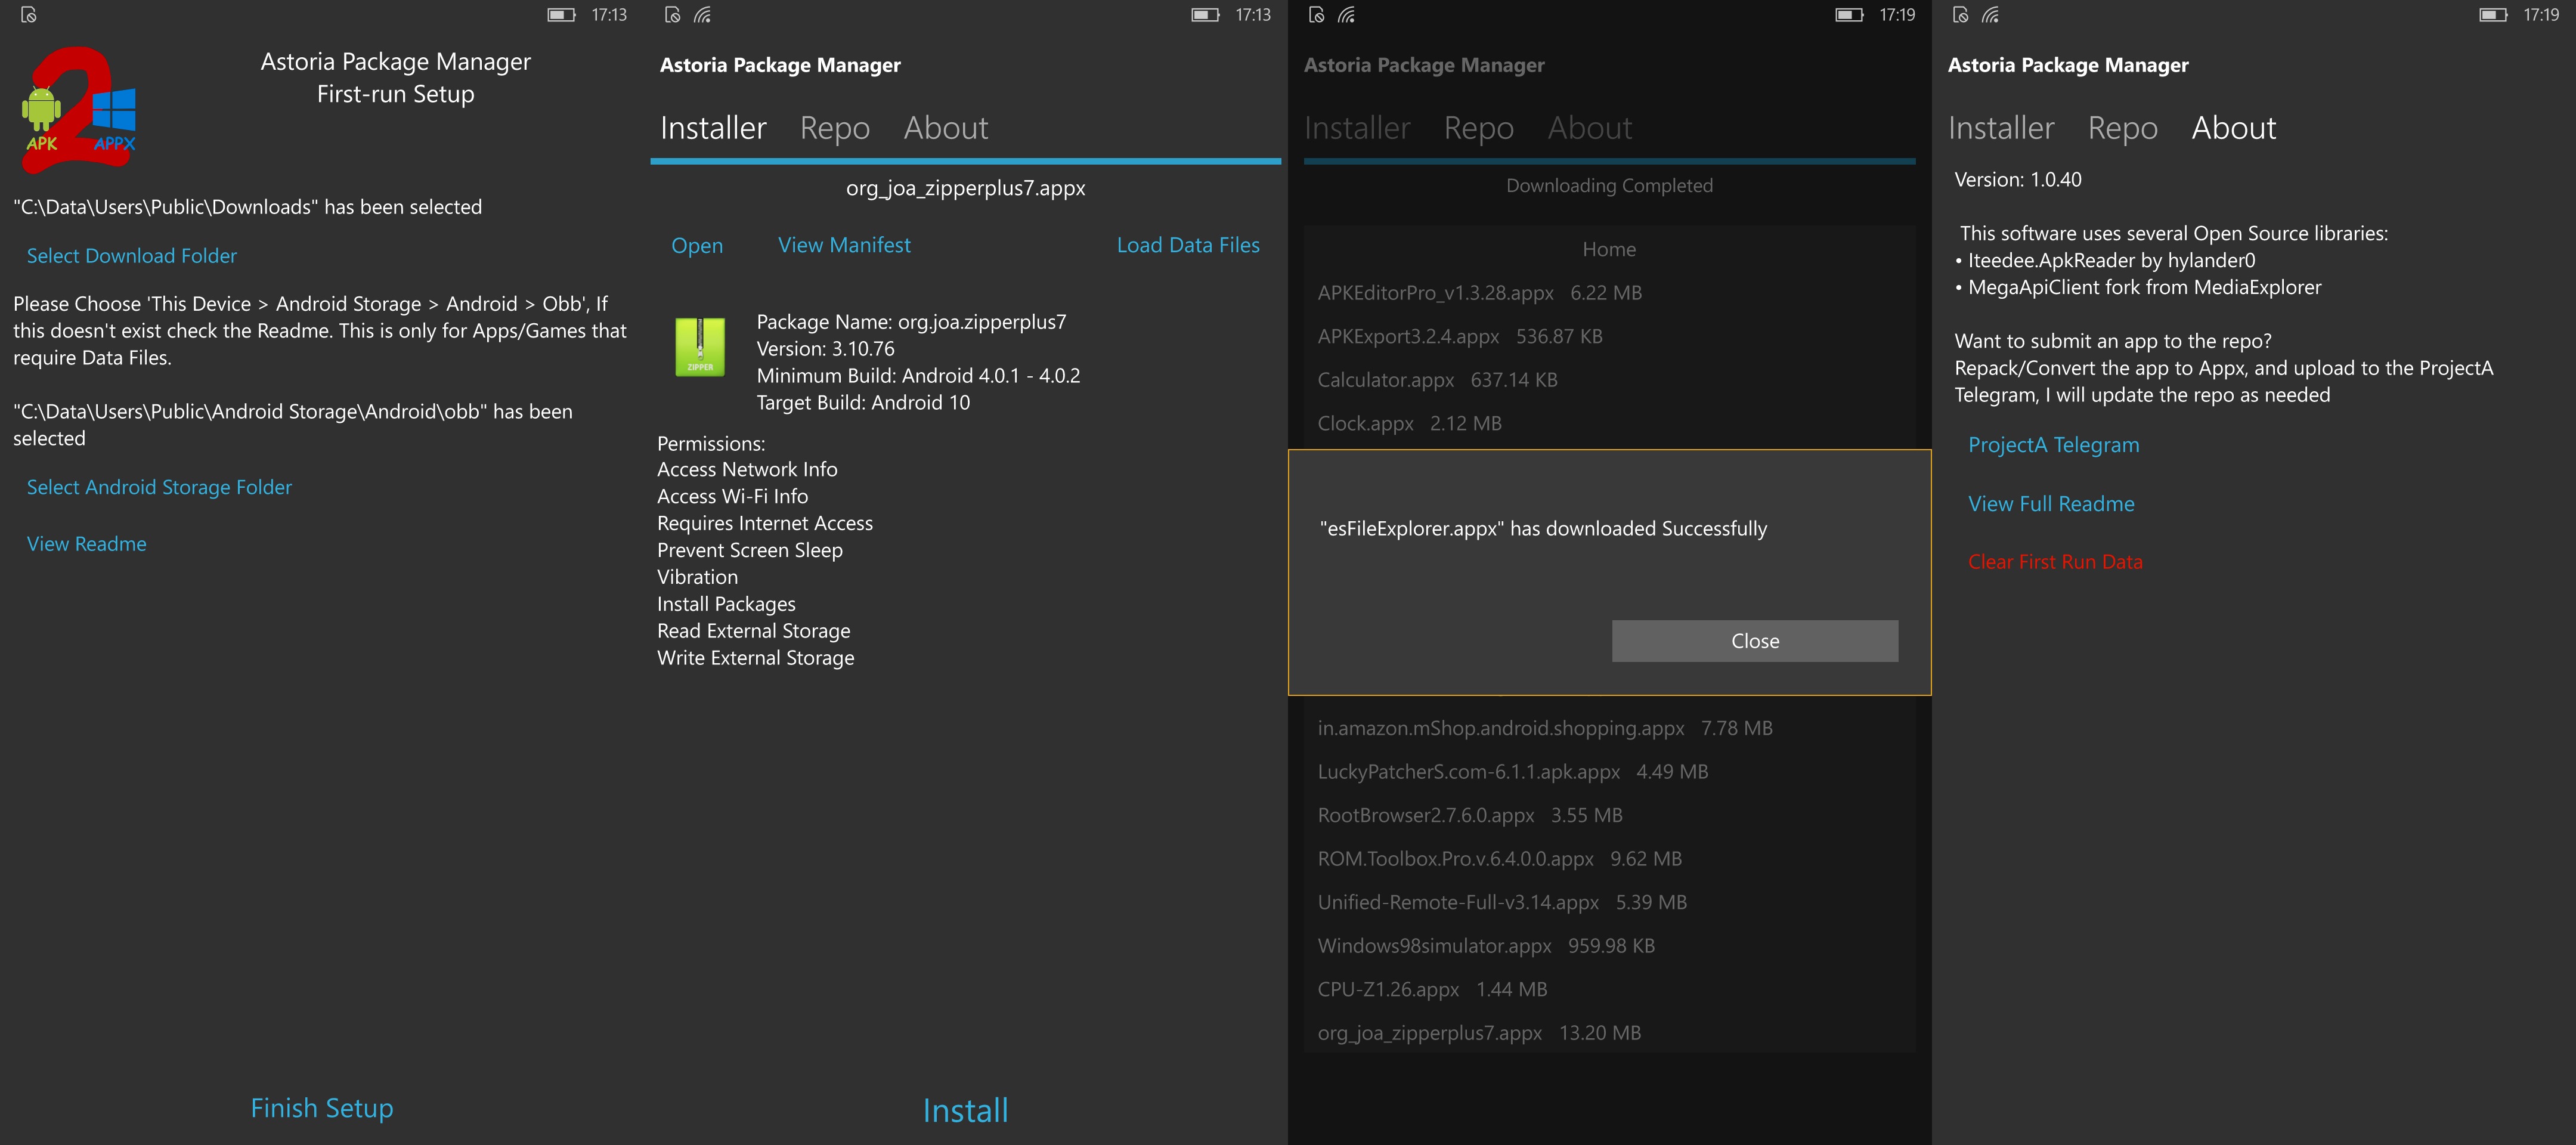 17:13
Astoria Package Manager
First-run Setup
2
APK
APPX
"C:\Data\Users\Public\Downloads" has been selected
Select Download Folder
Please Choose 'This Device > Android Storage > Android > Obb', If
this doesn't exist check the Readme. This is only for Apps/Games that
require Data Files.
"C:\Data\Users\Public\Android Storage\Android\obb" has been
selected
Select Android Storage Folder
View Readme
Finish Setup
17:13
Astoria Package Manager
Installer Repo About
org_joa_zipperplus7.appx
Open View Manifest Load Data Files
ZIPPER
Package Name: org.joa.zipperplus7
Version: 3.10.76
Minimum Build: Android 4.0.1 - 4.0.2
Target Build: Android 10
Permissions:
Access Network Info
Access Wi-Fi Info
Requires Internet Access
Prevent Screen Sleep
Vibration
Install Packages
Read External Storage
Write External Storage
Install
17:19
Astoria Package Manager
Installer Repo About
Downloading Completed
Home
APKEditorPro_v1.3.28.appx 6.22 MB
APKExport3.2.4.appx 536.87 KB
Calculator.appx 637.14 KB
Clock.appx 2.12 MB
"esFileExplorer.appx" has downloaded Successfully
Close
in.amazon.mShop.android.shopping.appx 7.78 MB
LuckyPatcherS.com-6.1.1.apk.appx 4.49 MB
RootBrowser2.7.6.0.appx 3.55 MB
ROM.Toolbox.Pro.v.6.4.0.0.appx 9.62 MB
Unified-Remote-Full-v3.14.appx 5.39 MB
Windows98simulator.appx 959.98 KB
CPU-Z1.26.appx 1.44 MB
org_joa_zipperplus7.appx 13.20 MB
17:19
Astoria Package Manager
Installer Repo About
Version: 1.0.40
This software uses several Open Source libraries:
• Iteedee.ApkReader by hylander0
• MegaApiClient fork from MediaExplorer
Want to submit an app to the repo?
Repack/Convert the app to Appx, and upload to the ProjectA
Telegram, I will update the repo as needed
ProjectA Telegram
View Full Readme
Clear First Run Data